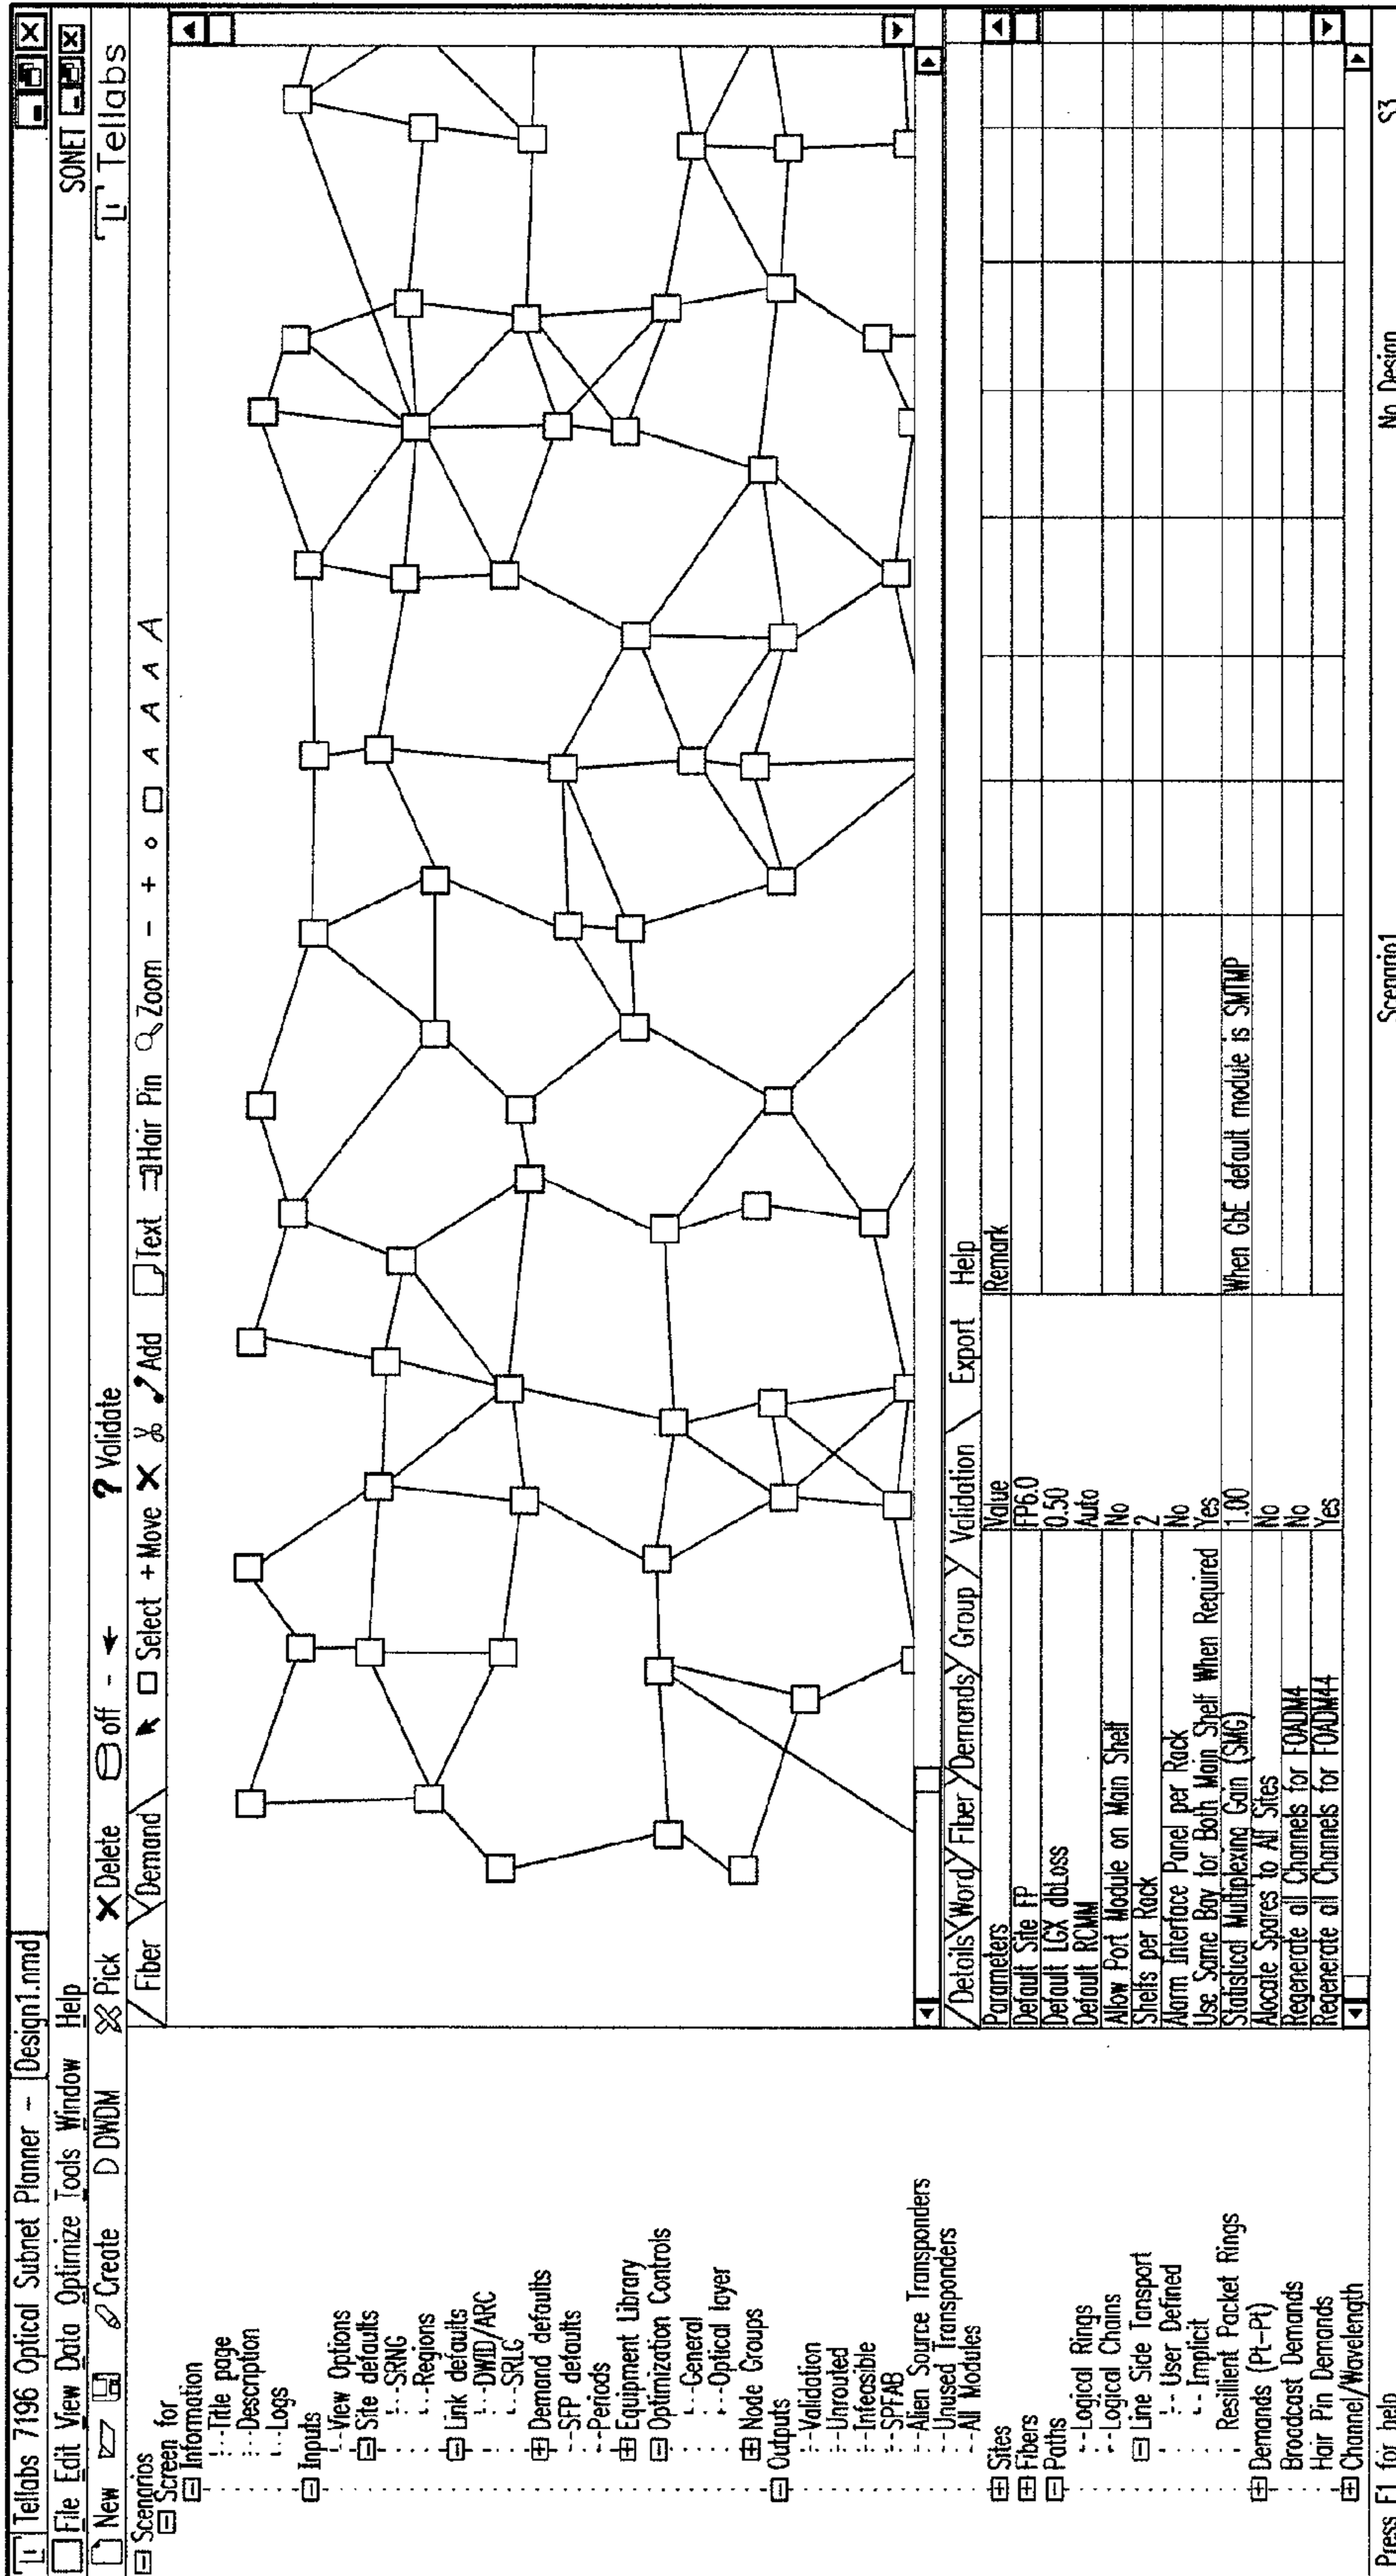 Tellabs 7196 Optical Subnet Planner - [Design1.nmd]
File Edit View Data Optimize Tools Window Help
SONET
New Create D DWDM Pick Delete off - ? Validate
Tellabs
Fiber Demand Select + Move Add Text Hair Pin Zoom - + A A A A
Scenarios
Screen for
Information
Title page
Description
Logs
Inputs
View Options
Site defaults
SRNG
Regions
Link defaults
DWID/ARC
SRLG
Demand defaults
SFP defaults
Periods
Equipment Library
Optimization Controls
General
Optical layer
Node Groups
Outputs
Validation
Unrouted
Infeasible
SPFAB
Alien Source Transponders
Unused Transponders
All Modules
Sites
Fibers
Paths
Logical Rings
Logical Chains
Line Side Tansport
User Defined
Implicit
Resillient Packet Rings
Demands (Pt-Pt)
Broadcast Demands
Hair Pin Demands
Channel/Wavelength
Details Word Fiber Demands Group Validation Export Help
Parameters Value Remark
Default Site FP FP6.0
Default LGX dbLoss 0.50
Default RCMM Auto
Allow Port Module on Main Shelf No
Shelfs per Rack 2
Alarm Interface Panel per Rack No
Use Same Bay for Both Main Shelf When Required Yes
Statistical Multiplexing Gain (SMG) 1.00 When GbE default module is SMTMP
Alocate Spares to All Sites No
Regenerate all Channels for FOADM4 No
Regenerate all Channels for FOADM44 Yes
Press F1 for help Scenario1 No Design S3